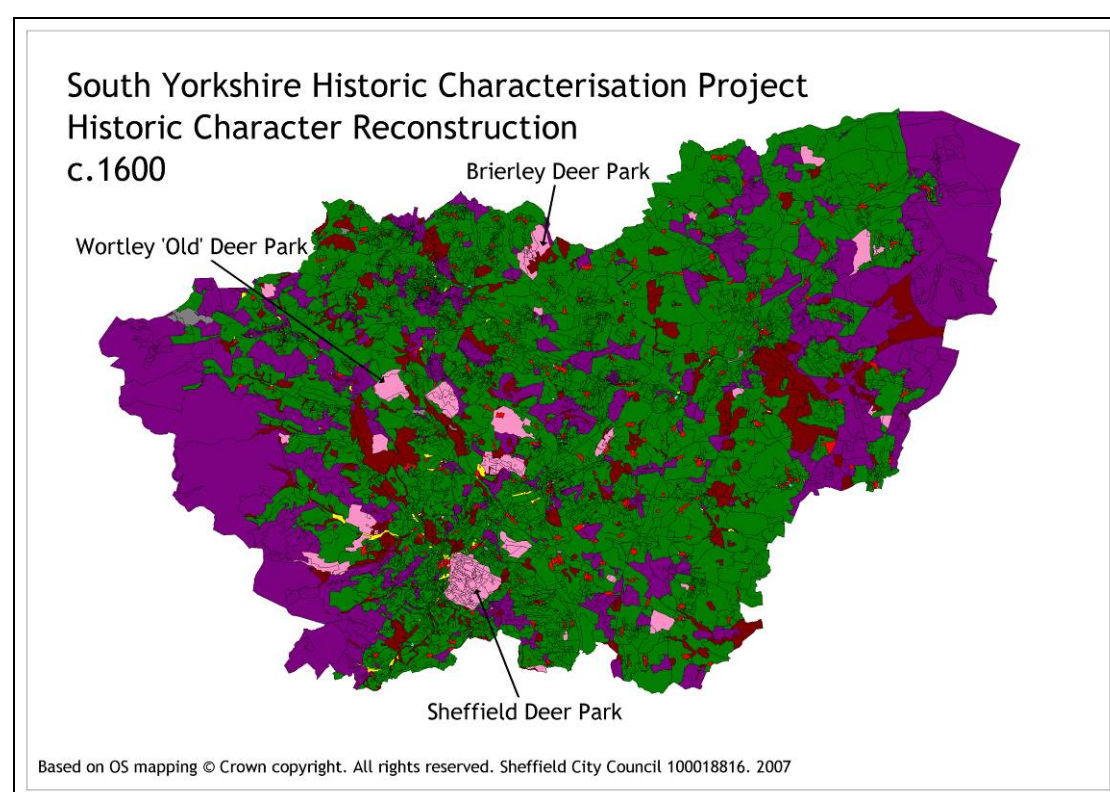 South Yorkshire Historic Characterisation Project
Historic Character Reconstruction
c.1600
Brierley Deer Park
Wortley 'Old' Deer Park
Sheffield Deer Park
Based on OS mapping © Crown copyright. All rights reserved. Sheffield City Council 100018816. 2007